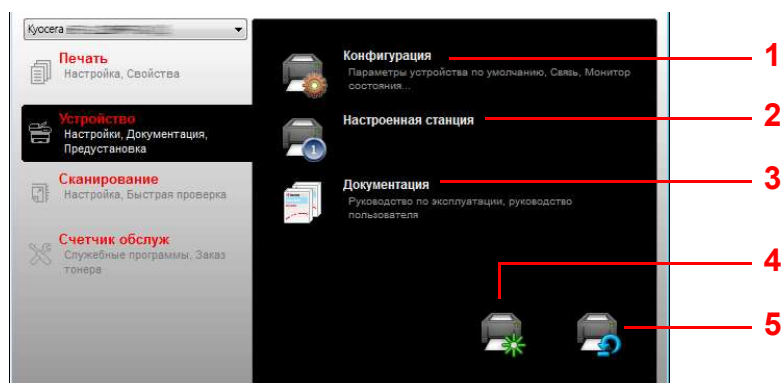 Kyocera
Печать
Настройка, Свойства
Устройство
Настройки, Документация,
Предустановка
Сканирование
Настройка, Быстрая проверка
Счетчик обслуж
Служебные программы, Заказ
тонера
Конфигурация
Параметры устройства по умолчанию, Связь, Монитор
состояния...
Настроенная станция
1
Документация
Руководство по эксплуатации, руководство
пользователя
1
2
3
4
5